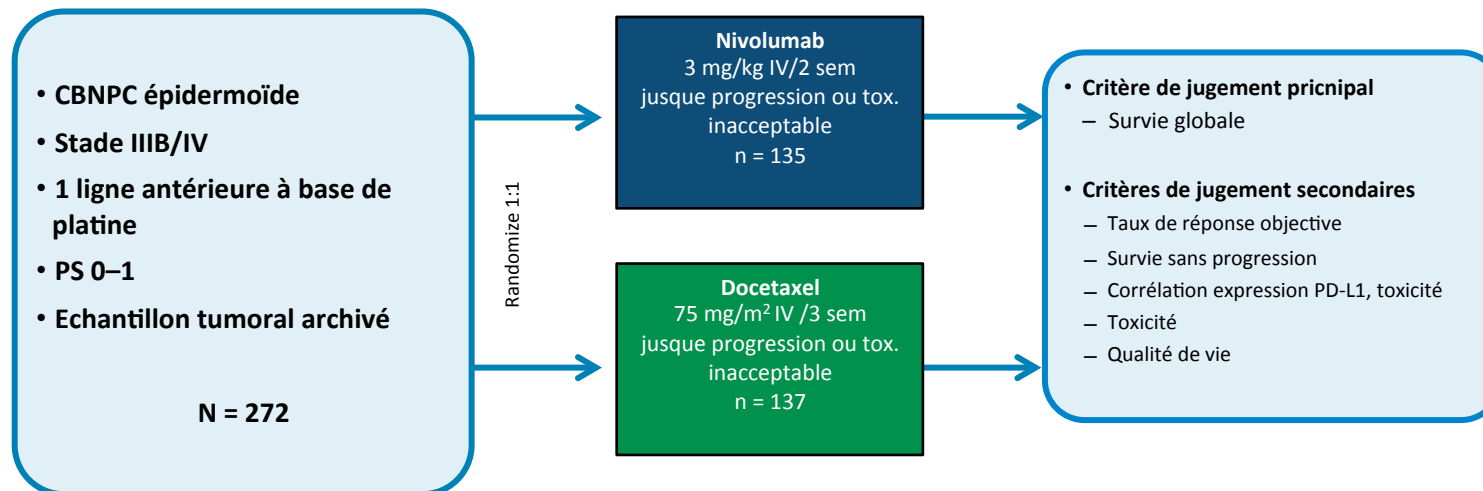 • CBNPC épidermoïde
• Stade IIIB/IV
• 1 ligne antérieure à base de
platine
• PS 0–1
• Echantillon tumoral archivé
N = 272
Randomize 1:1
Nivolumab
3 mg/kg IV/2 sem
jusque progression ou tox.
inacceptable
n = 135
Docetaxel
75 mg/m² IV /3 sem
jusque progression ou tox.
inacceptable
n = 137
• Critère de jugement pricnipal
– Survie globale
• Critères de jugement secondaires
– Taux de réponse objective
– Survie sans progression
– Corrélation expression PD-L1, toxicité
– Toxicité
– Qualité de vie